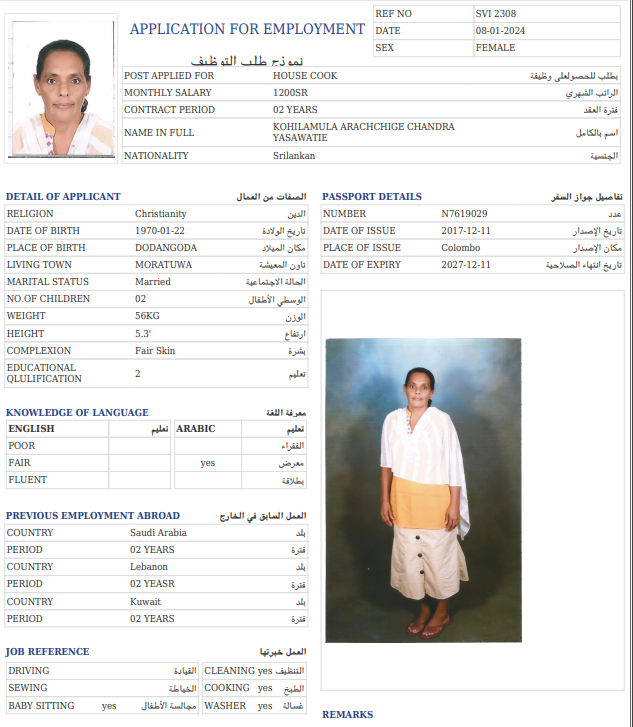 REF NO SVI 2308
APPLICATION FOR EMPLOYMENT
DATE 08-01-2024
SEX FEMALE
نموذج طلب التوظيف
POST APPLIED FOR HOUSE COOK يطلب للحصولعلى وظيفة
MONTHLY SALARY 1200SR الراتب الشهري
CONTRACT PERIOD 02 YEARS فترة العقد
NAME IN FULL KOHILAMULA ARACHCHIGE CHANDRA YASAWATIE اسم بالكامل
NATIONALITY Srilankan الجنسية
DETAIL OF APPLICANT الصفات من العمال
RELIGION Christianity الدين
DATE OF BIRTH 1970-01-22 تاريخ الولادة
PLACE OF BIRTH DODANGODA مكان الميلاد
LIVING TOWN MORATUWA تاون المعيشة
MARITAL STATUS Married الحالة الاجتماعية
NO.OF CHILDREN 02 الوسطي الأطفال
WEIGHT 56KG الوزن
HEIGHT 5.3' ارتفاع
COMPLEXION Fair Skin بشرة
EDUCATIONAL QLULIFICATION 2 تعليم
PASSPORT DETAILS تفاصيل جواز السفر
NUMBER N7619029 عدد
DATE OF ISSUE 2017-12-11 تاريخ الإصدار
PLACE OF ISSUE Colombo مكان الإصدار
DATE OF EXPIRY 2027-12-11 تاريخ انتهاء الصلاحية
KNOWLEDGE OF LANGUAGE معرفة اللغة
ENGLISH تعليم ARABIC تعليم
POOR الفقراء
FAIR yes معرض
FLUENT بطلاقة
PREVIOUS EMPLOYMENT ABROAD العمل السابق في الخارج
COUNTRY Saudi Arabia بلد
PERIOD 02 YEARS فترة
COUNTRY Lebanon بلد
PERIOD 02 YEASR فترة
COUNTRY Kuwait بلد
PERIOD 02 YEARS فترة
JOB REFERENCE العمل خبرتها
DRIVING القيادة CLEANING yes التنظيف
SEWING الخياطة COOKING yes الطبخ
BABY SITTING yes مجالسة الأطفال WASHER yes غسالة
REMARKS